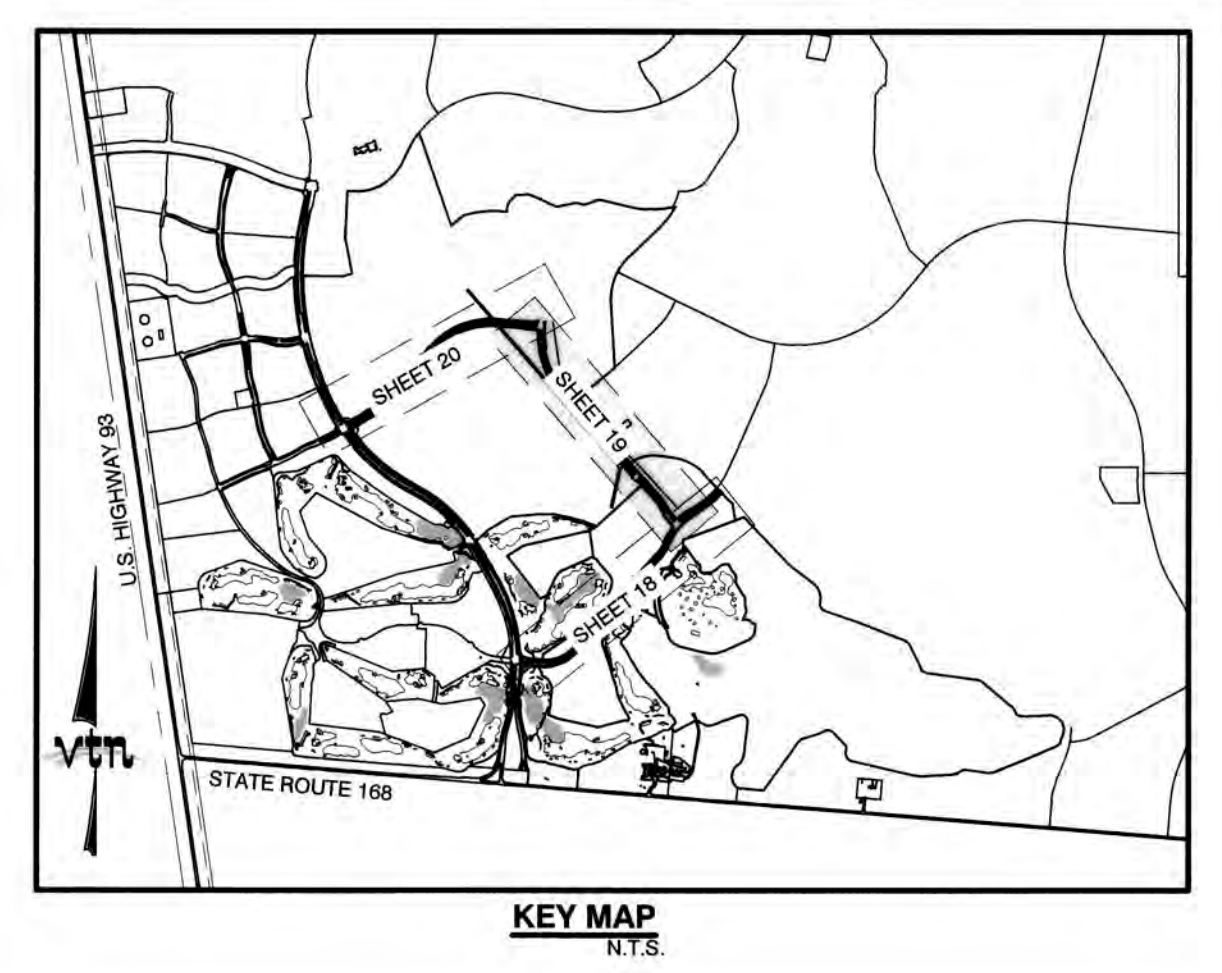 SHEET 20
SHEET 19
SHEET 18
U.S. HIGHWAY 93
vtn
STATE ROUTE 168
KEY MAP
N.T.S.